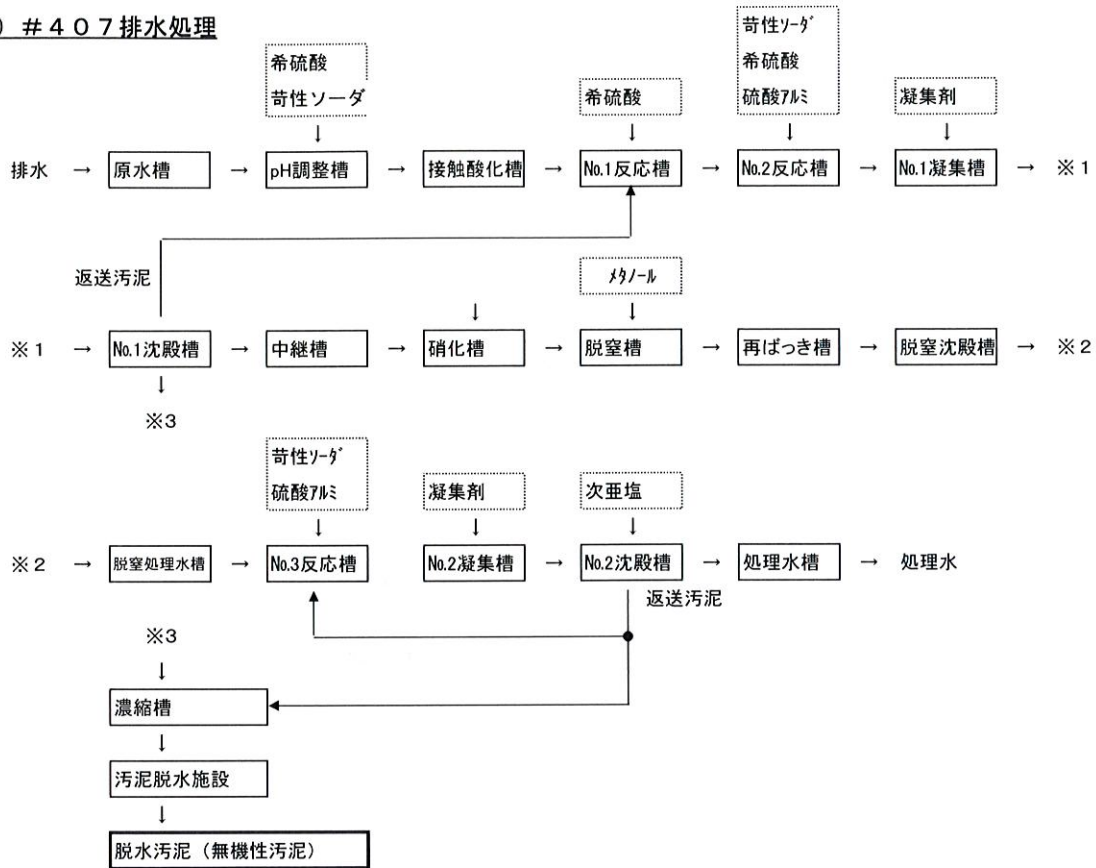 ) ＃４０７排水処理
希硫酸
苛性ソーダ
希硫酸
苛性ｿｰﾀﾞ
希硫酸
硫酸ｱﾙﾐ
凝集剤
排水 → 原水槽 → pH調整槽 → 接触酸化槽 → No.1反応槽 → No.2反応槽 → No.1凝集槽 → ※1
返送汚泥
ﾒﾀﾉｰﾙ
※1 → No.1沈殿槽 → 中継槽 → 硝化槽 → 脱窒槽 → 再ばっき槽 → 脱窒沈殿槽 → ※2
※3
苛性ｿｰﾀﾞ
硫酸ｱﾙﾐ
凝集剤
次亜塩
※2 → 脱窒処理水槽 → No.3反応槽 No.2凝集槽 → No.2沈殿槽 → 処理水槽 → 処理水
返送汚泥
※3
濃縮槽
汚泥脱水施設
脱水汚泥（無機性汚泥）